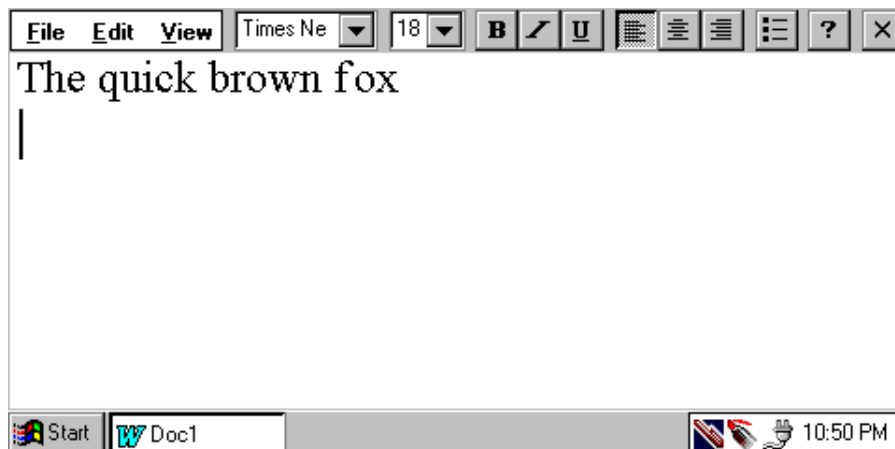 File Edit View Times Ne 18 B I U ? ×
The quick brown fox
Start W Doc1 10:50 PM